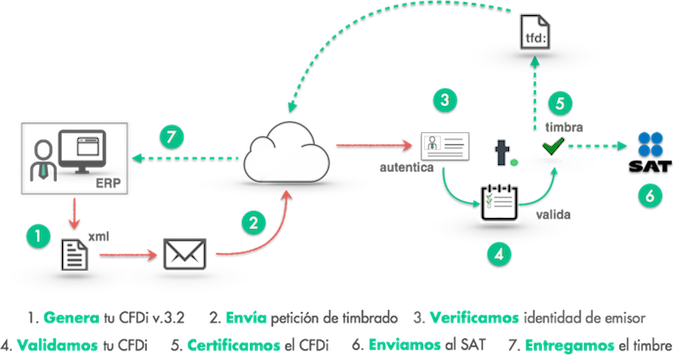 tfd:
3
5
timbra
7
t.
SAT
ERP
autentica
6
1
xml
2
valida
4
1. Genera tu CFDi v.3.2 2. Envía petición de timbrado 3. Verificamos identidad de emisor
4. Validamos tu CFDi 5. Certificamos el CFDi 6. Enviamos al SAT 7. Entregamos el timbre